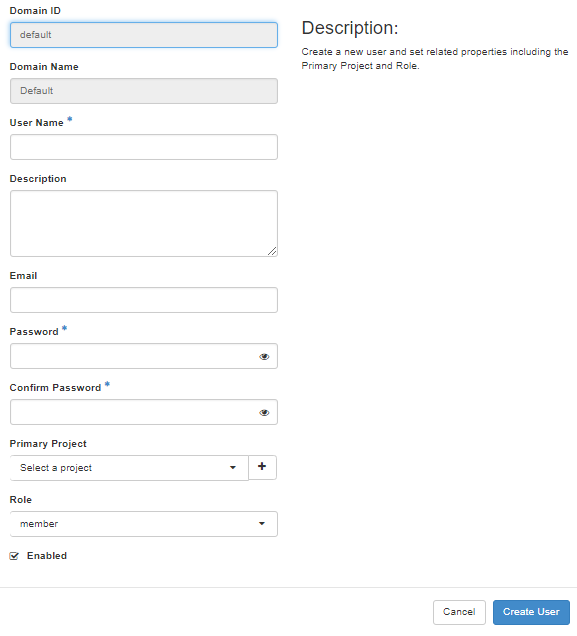 Domain ID
default
Domain Name
Default
User Name *
Description
Email
Password *
Confirm Password *
Primary Project
Select a project
+
Role
member
Enabled
Description:
Create a new user and set related properties including the
Primary Project and Role.
Cancel
Create User